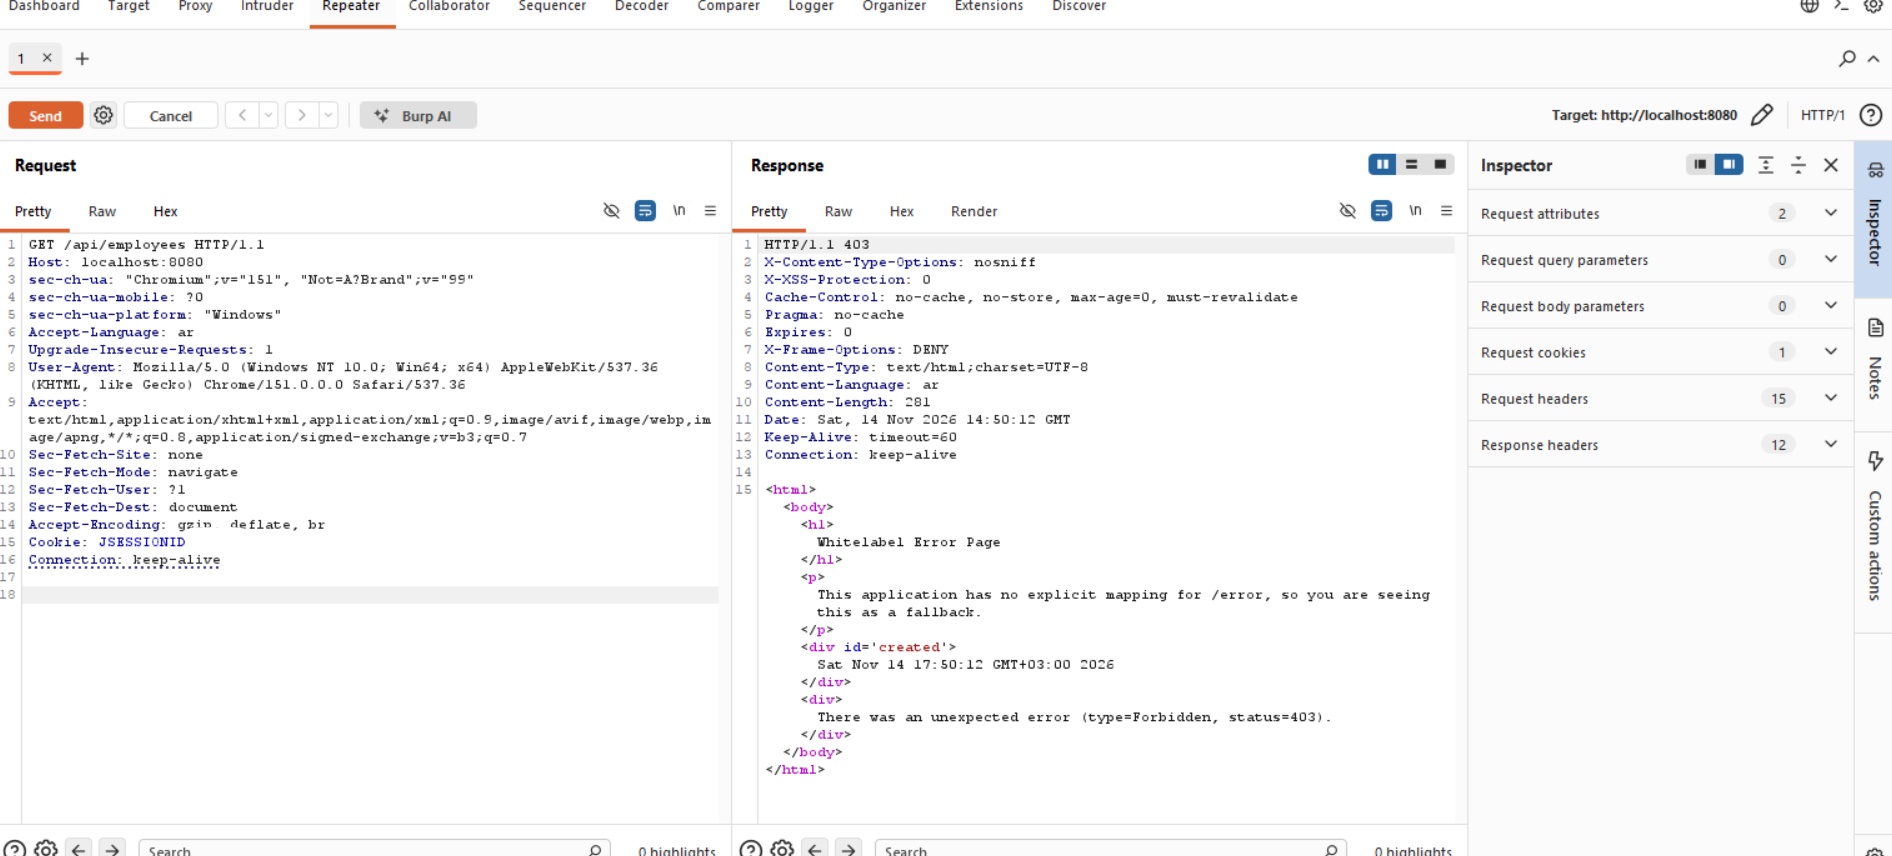 Dashboard Target Proxy Intruder Repeater Collaborator Sequencer Decoder Comparer Logger Organizer Extensions Discover
1 × +
Send Cancel < > Burp AI Target: http://localhost:8080 HTTP/1 ?
Request
Pretty Raw Hex \n
1 GET /api/employees HTTP/1.1
2 Host: localhost:8080
3 sec-ch-ua: "Chromium";v="151", "Not=A?Brand";v="99"
4 sec-ch-ua-mobile: ?0
5 sec-ch-ua-platform: "Windows"
6 Accept-Language: ar
7 Upgrade-Insecure-Requests: 1
8 User-Agent: Mozilla/5.0 (Windows NT 10.0; Win64; x64) AppleWebKit/537.36
(KHTML, like Gecko) Chrome/151.0.0.0 Safari/537.36
9 Accept:
text/html,application/xhtml+xml,application/xml;q=0.9,image/avif,image/webp,im
age/apng,*/*;q=0.8,application/signed-exchange;v=b3;q=0.7
10 Sec-Fetch-Site: none
11 Sec-Fetch-Mode: navigate
12 Sec-Fetch-User: ?1
13 Sec-Fetch-Dest: document
14 Accept-Encoding: gzip, deflate, br
15 Cookie: JSESSIONID
16 Connection: keep-alive
17
18
Search 0 highlights
Response
Pretty Raw Hex Render \n
1 HTTP/1.1 403
2 X-Content-Type-Options: nosniff
3 X-XSS-Protection: 0
4 Cache-Control: no-cache, no-store, max-age=0, must-revalidate
5 Pragma: no-cache
6 Expires: 0
7 X-Frame-Options: DENY
8 Content-Type: text/html;charset=UTF-8
9 Content-Language: ar
10 Content-Length: 281
11 Date: Sat, 14 Nov 2026 14:50:12 GMT
12 Keep-Alive: timeout=60
13 Connection: keep-alive
14
15 <html>
<body>
<h1>
Whitelabel Error Page
</h1>
<p>
This application has no explicit mapping for /error, so you are seeing
this as a fallback.
</p>
<div id='created'>
Sat Nov 14 17:50:12 GMT+03:00 2026
</div>
<div>
There was an unexpected error (type=Forbidden, status=403).
</div>
</body>
</html>
Search 0 highlights
Inspector
Request attributes 2
Request query parameters 0
Request body parameters 0
Request cookies 1
Request headers 15
Response headers 12
Inspector
Notes
Custom actions